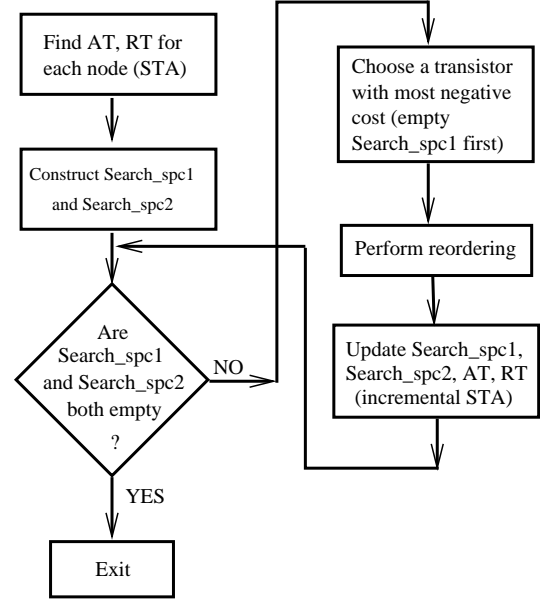 Find AT, RT for
each node (STA)
Construct Search_spc1
and Search_spc2
Are
Search_spc1
and Search_spc2
both empty
?
NO
YES
Exit
Choose a transistor
with most negative
cost (empty
Search_spc1 first)
Perform reordering
Update Search_spc1,
Search_spc2, AT, RT
(incremental STA)